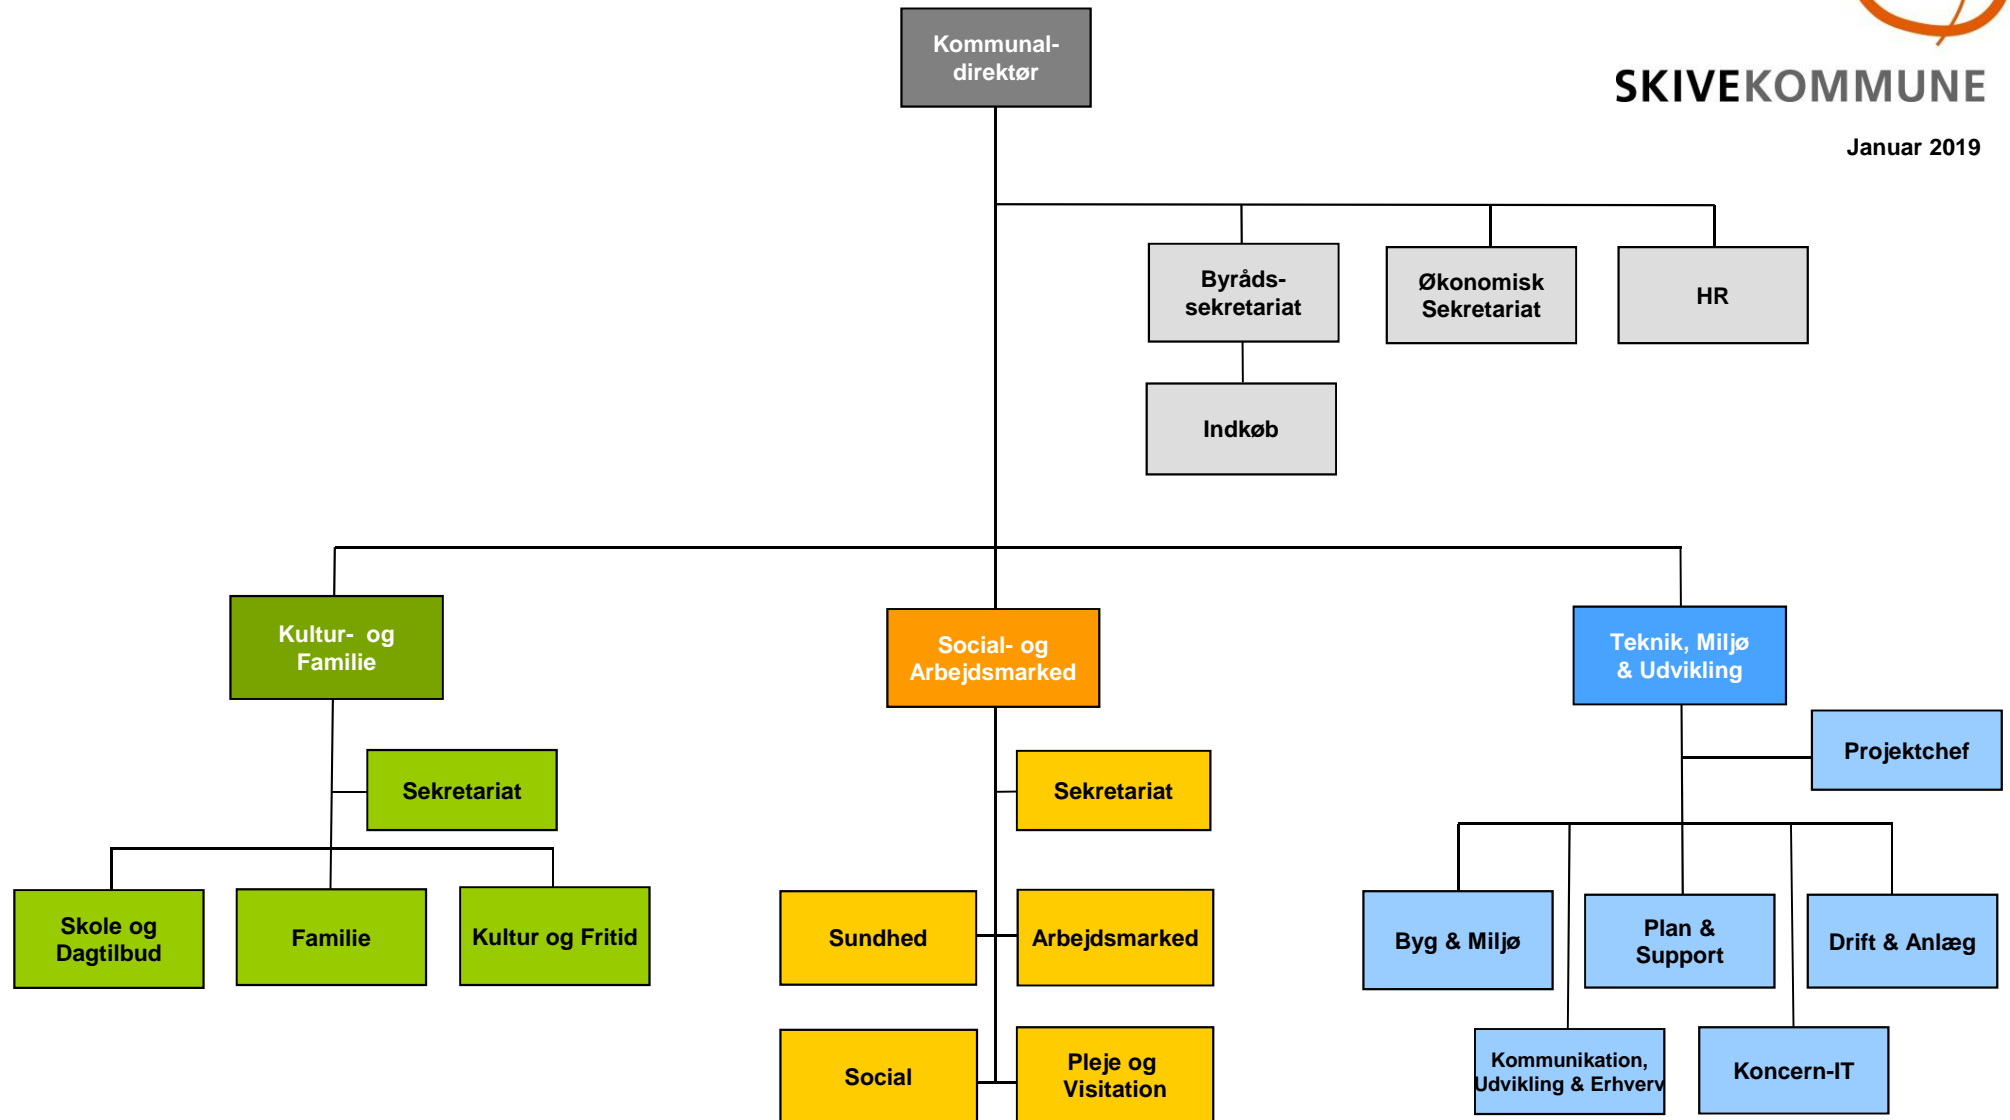 Kommunal-
direktør
SKIVEKOMMUNE
Januar 2019
Byråds-
sekretariat
Økonomisk
Sekretariat
HR
Indkøb
Kultur- og
Familie
Social- og
Arbejdsmarked
Teknik, Miljø
& Udvikling
Projektchef
Sekretariat
Sekretariat
Skole og
Dagtilbud
Familie
Kultur og Fritid
Sundhed
Arbejdsmarked
Byg & Miljø
Plan &
Support
Drift & Anlæg
Social
Pleje og
Visitation
Kommunikation,
Udvikling & Erhverv
Koncern-IT